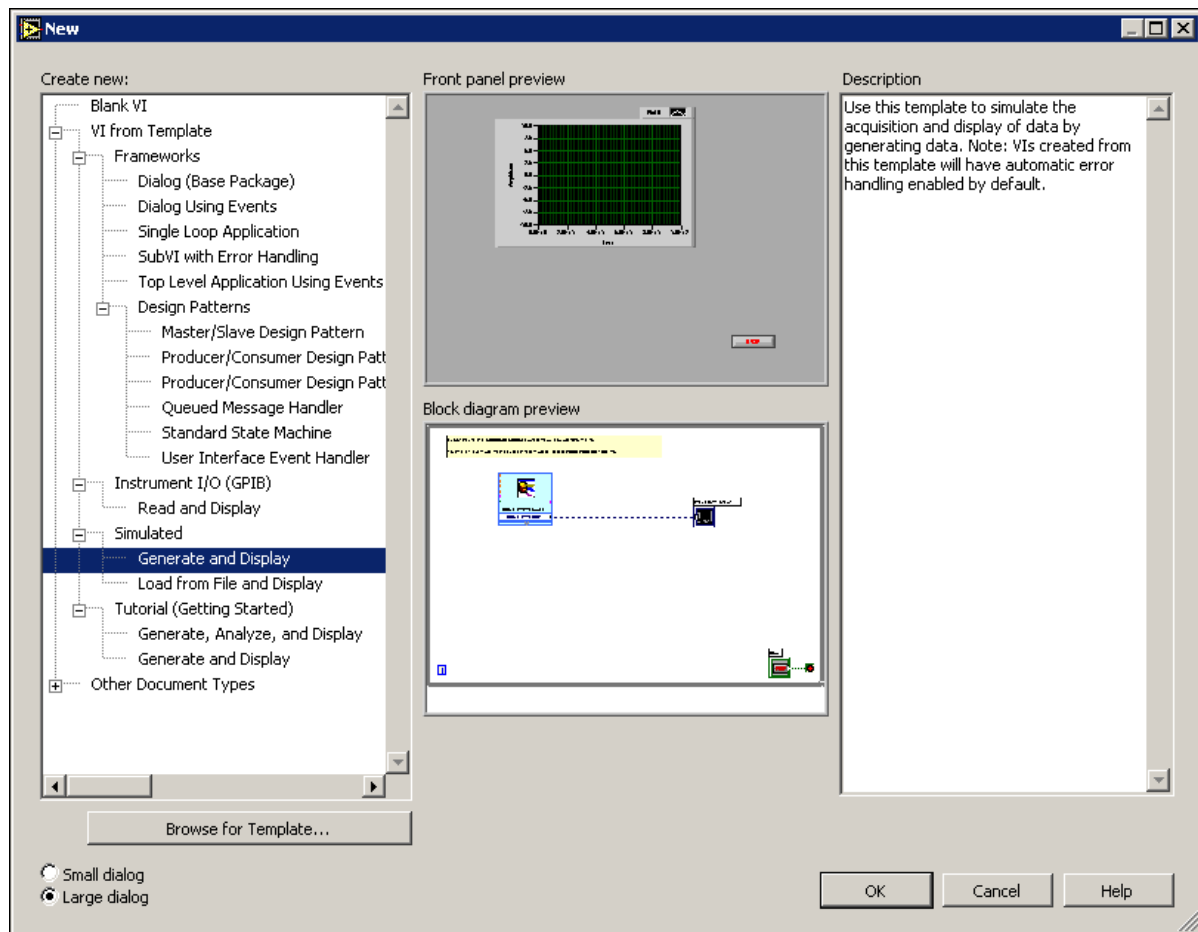 New
Create new:
Blank VI
VI from Template
Frameworks
Dialog (Base Package)
Dialog Using Events
Single Loop Application
SubVI with Error Handling
Top Level Application Using Events
Design Patterns
Master/Slave Design Pattern
Producer/Consumer Design Patt
Producer/Consumer Design Patt
Queued Message Handler
Standard State Machine
User Interface Event Handler
Instrument I/O (GPIB)
Read and Display
Simulated
Generate and Display
Load from File and Display
Tutorial (Getting Started)
Generate, Analyze, and Display
Generate and Display
Other Document Types
Browse for Template...
Small dialog
Large dialog
Front panel preview
Block diagram preview
Description
Use this template to simulate the
acquisition and display of data by
generating data. Note: VIs created from
this template will have automatic error
handling enabled by default.
OK
Cancel
Help